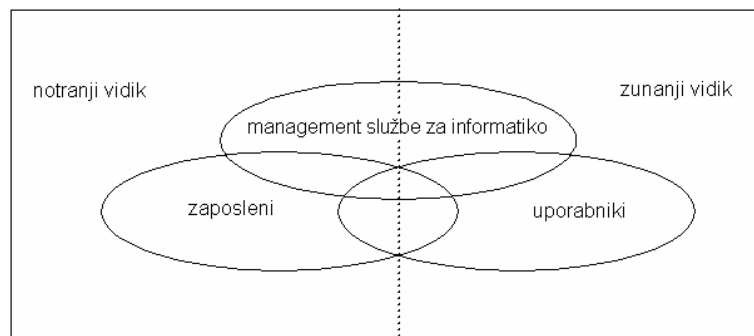 notranji vidik
zunanji vidik
management službe za informatiko
zaposleni
uporabniki